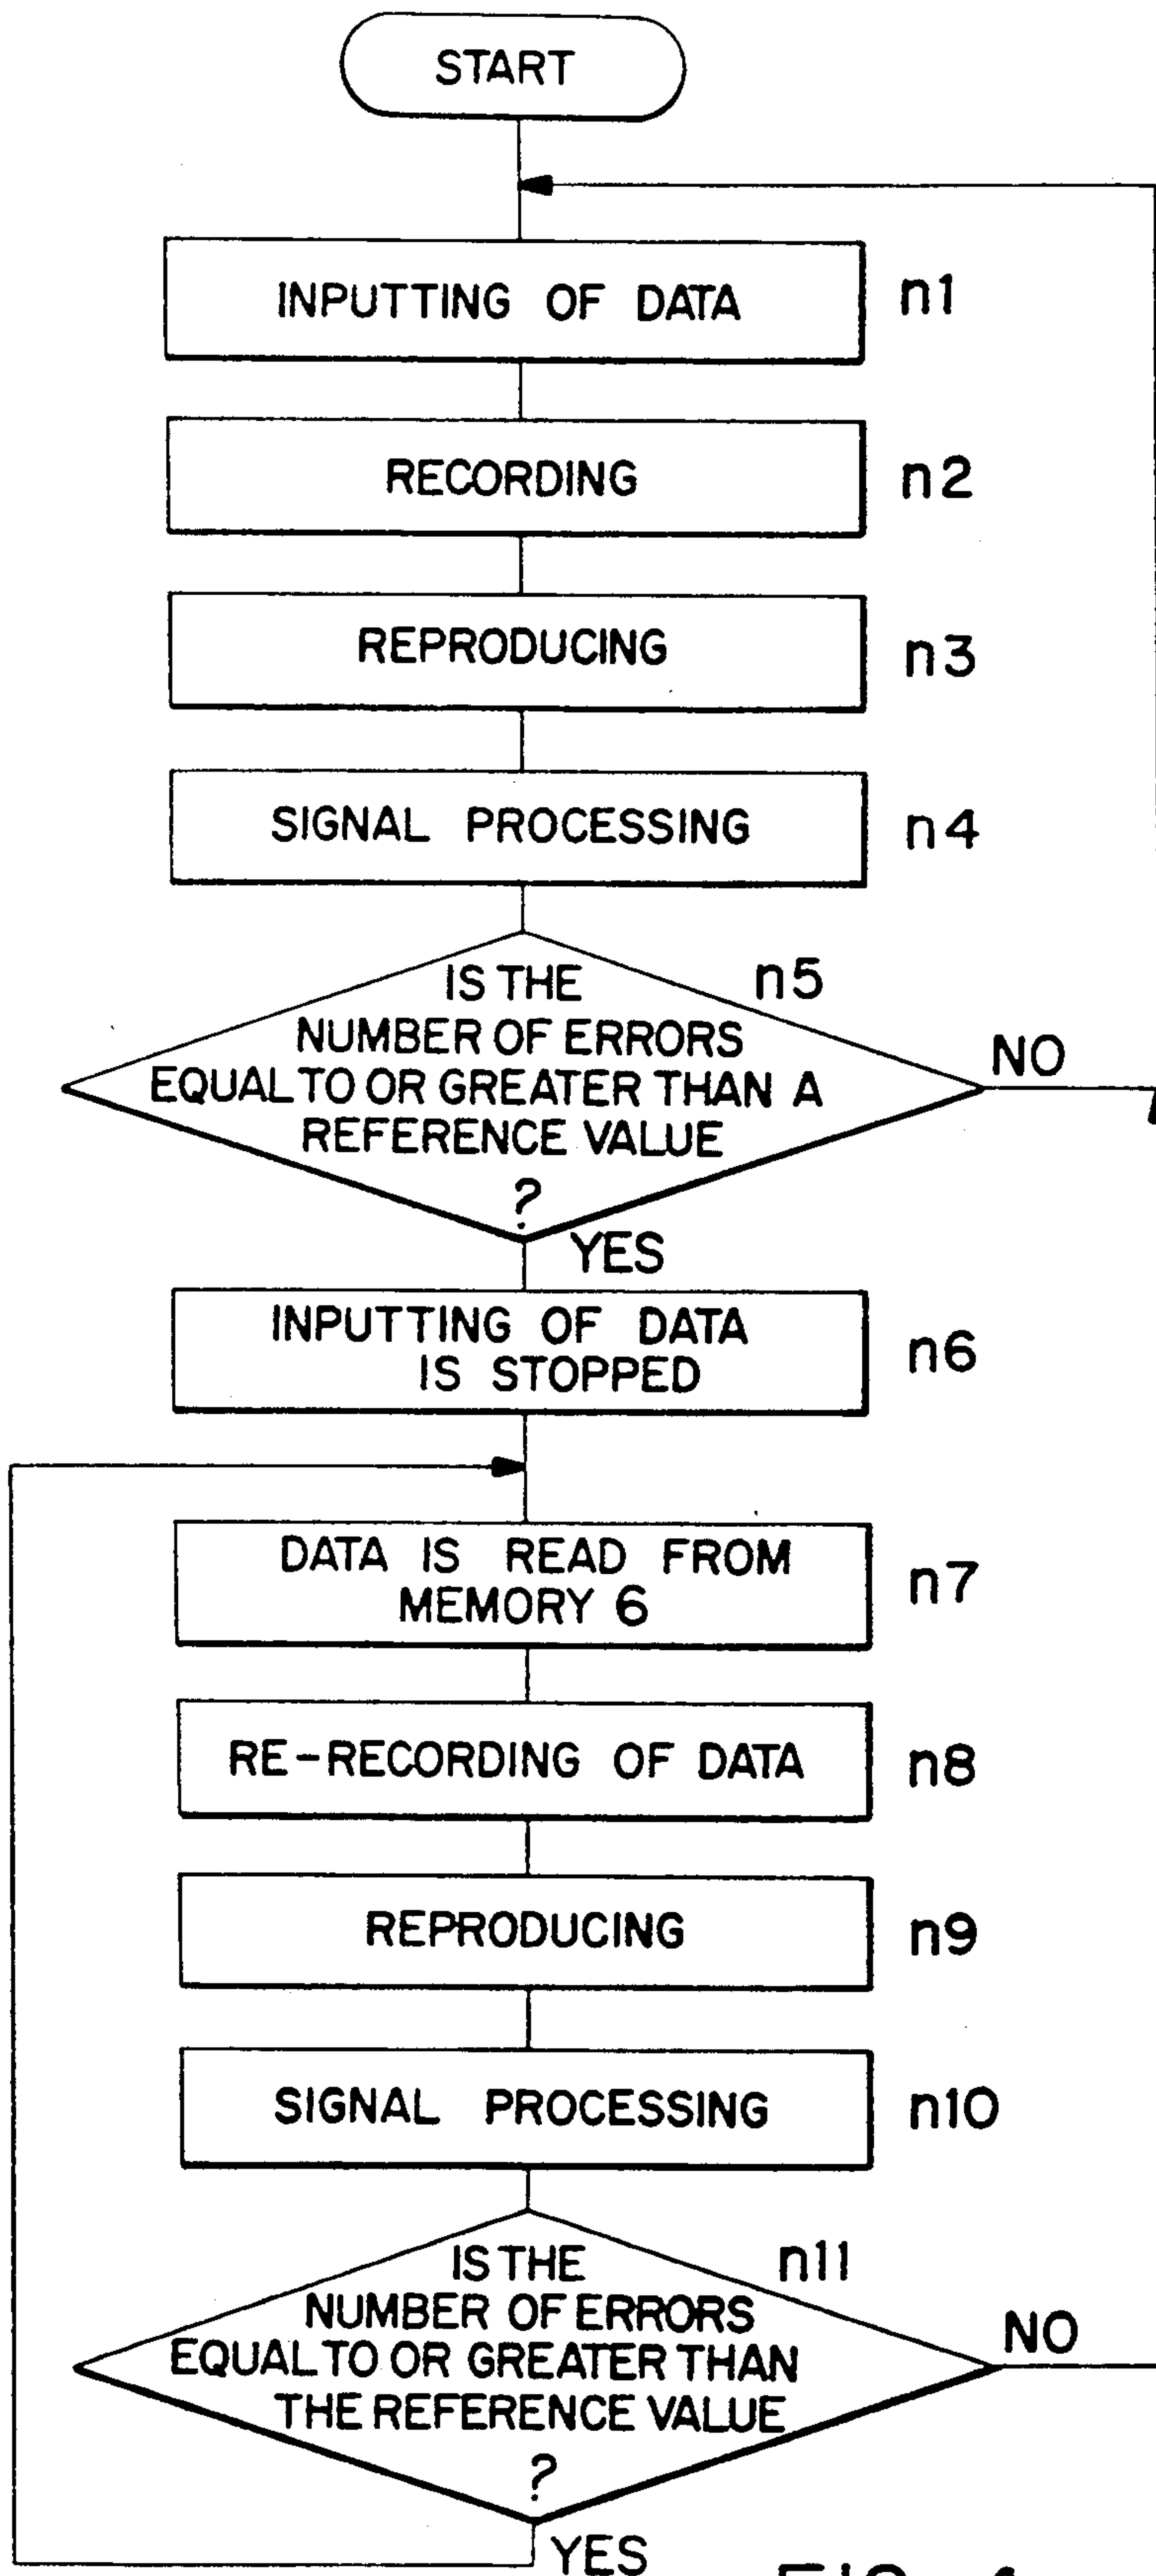 START
INPUTTING OF DATA
n1
RECORDING
n2
REPRODUCING
n3
SIGNAL PROCESSING
n4
IS THE
n5
NUMBER OF ERRORS
EQUAL TO OR GREATER THAN A
REFERENCE VALUE
?
NO
YES
INPUTTING OF DATA
IS STOPPED
n6
DATA IS READ FROM
MEMORY 6
n7
RE-RECORDING OF DATA
n8
REPRODUCING
n9
SIGNAL PROCESSING
n10
IS THE
n11
NUMBER OF ERRORS
EQUAL TO OR GREATER THAN
THE REFERENCE VALUE
?
NO
YES